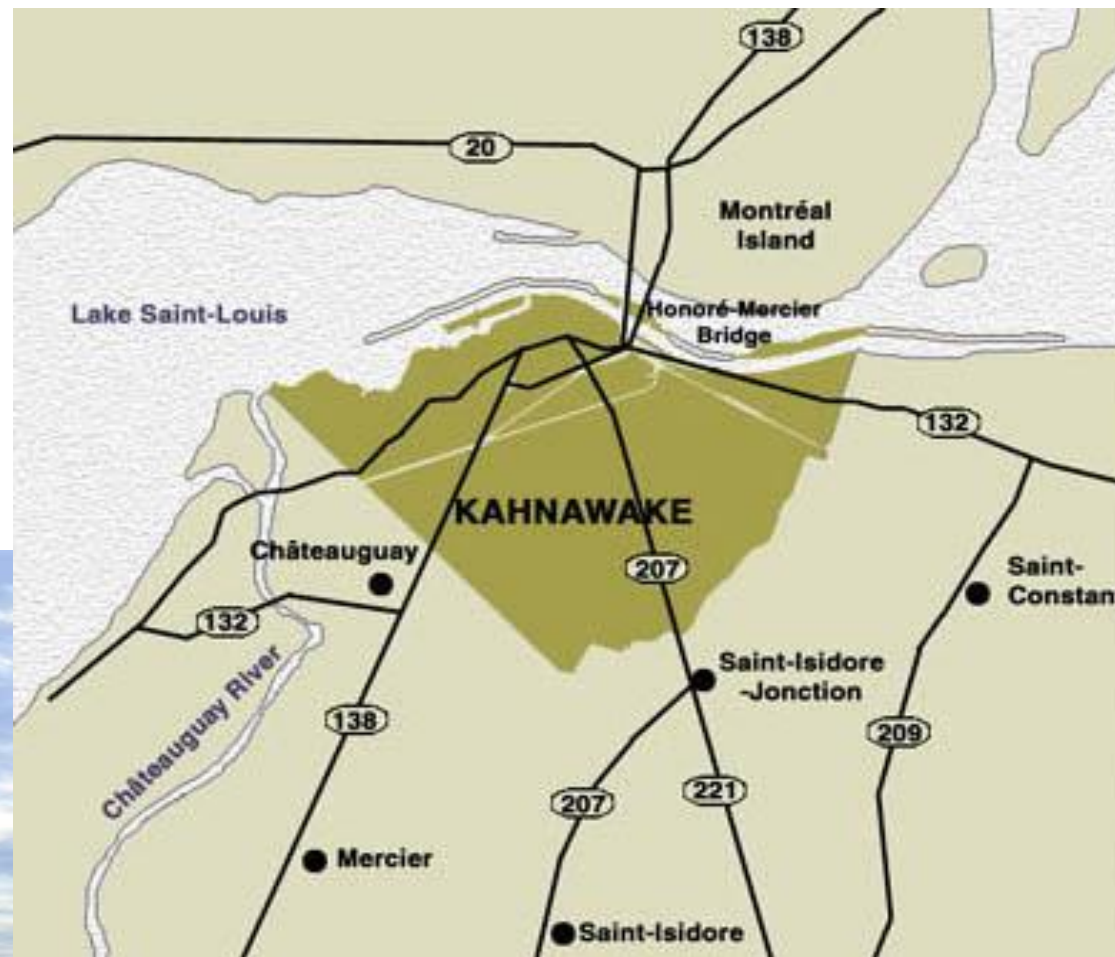 138
20
Montréal
Island
Lake Saint-Louis
Honoré-Mercier
Bridge
132
KAHNAWAKE
Châteauguay
207
Saint-
Constan
132
Saint-Isidore
-Jonction
Châteauguay River
138
209
207
221
Mercier
Saint-Isidore